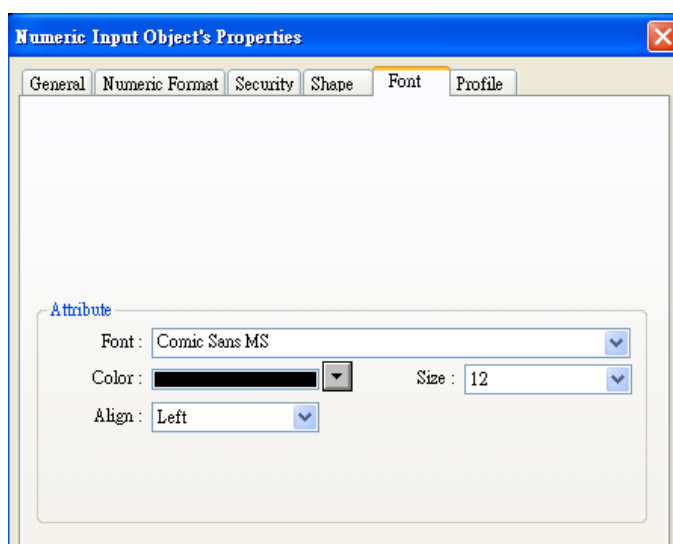 Numeric Input Object's Properties
General Numeric Format Security Shape Font Profile
Attribute
Font : Comic Sans MS
Color : Size : 12
Align : Left